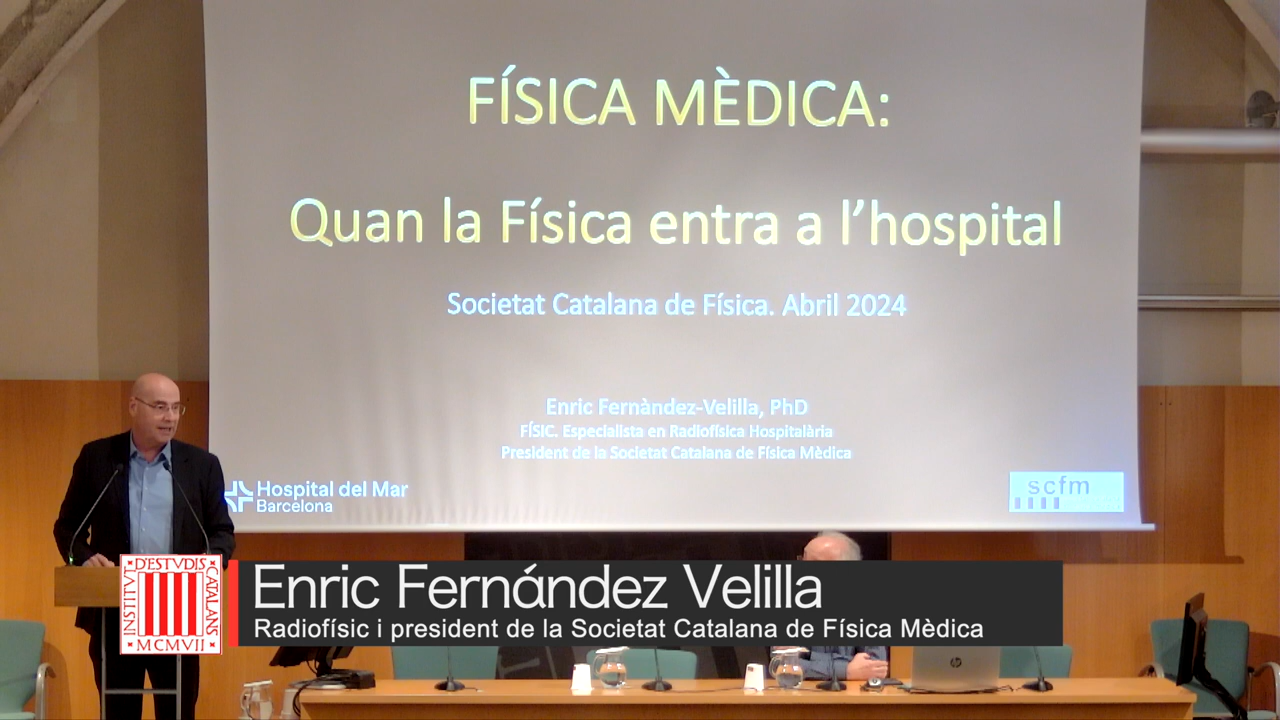 FÍSICA MÈDICA:
Quan la Física entra a l’hospital
Societat Catalana de Física. Abril 2024
Enric Fernàndez-Velilla, PhD
FÍSIC. Especialista en Radiofísica Hospitalària
President de la Societat Catalana de Física Mèdica
Hospital del Mar
Barcelona
scfm
INSTITVT D'ESTVDIS CATALANS
MCMVII
Enric Fernández Velilla
Radiofísic i president de la Societat Catalana de Física Mèdica
hp